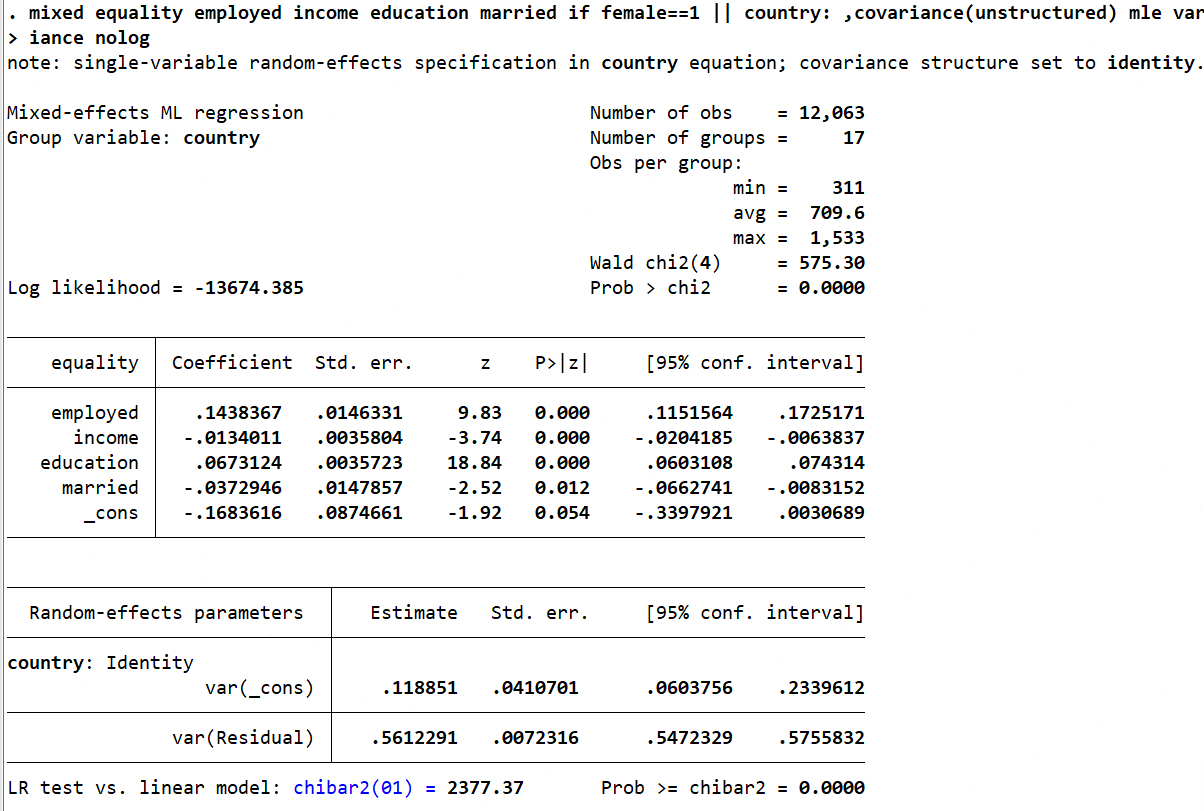 . mixed equality employed income education married if female==1 || country: ,covariance(unstructured) mle var
> iance nolog
note: single-variable random-effects specification in country equation; covariance structure set to identity.
Mixed-effects ML regression Number of obs = 12,063
Group variable: country Number of groups = 17
Obs per group:
min = 311
avg = 709.6
max = 1,533
Wald chi2(4) = 575.30
Log likelihood = -13674.385 Prob > chi2 = 0.0000
equality Coefficient Std. err. z P>|z| [95% conf. interval]
employed .1438367 .0146331 9.83 0.000 .1151564 .1725171
income -.0134011 .0035804 -3.74 0.000 -.0204185 -.0063837
education .0673124 .0035723 18.84 0.000 .0603108 .074314
married -.0372946 .0147857 -2.52 0.012 -.0662741 -.0083152
_cons -.1683616 .0874661 -1.92 0.054 -.3397921 .0030689
Random-effects parameters Estimate Std. err. [95% conf. interval]
country: Identity
var(_cons) .118851 .0410701 .0603756 .2339612
var(Residual) .5612291 .0072316 .5472329 .5755832
LR test vs. linear model: chibar2(01) = 2377.37 Prob >= chibar2 = 0.0000